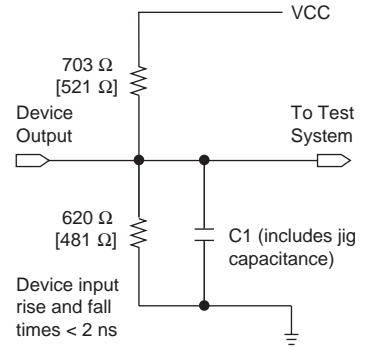 VCC
703 Ω
[521 Ω]
Device
Output
To Test
System
620 Ω
[481 Ω]
C1 (includes jig
capacitance)
Device input
rise and fall
times < 2 ns